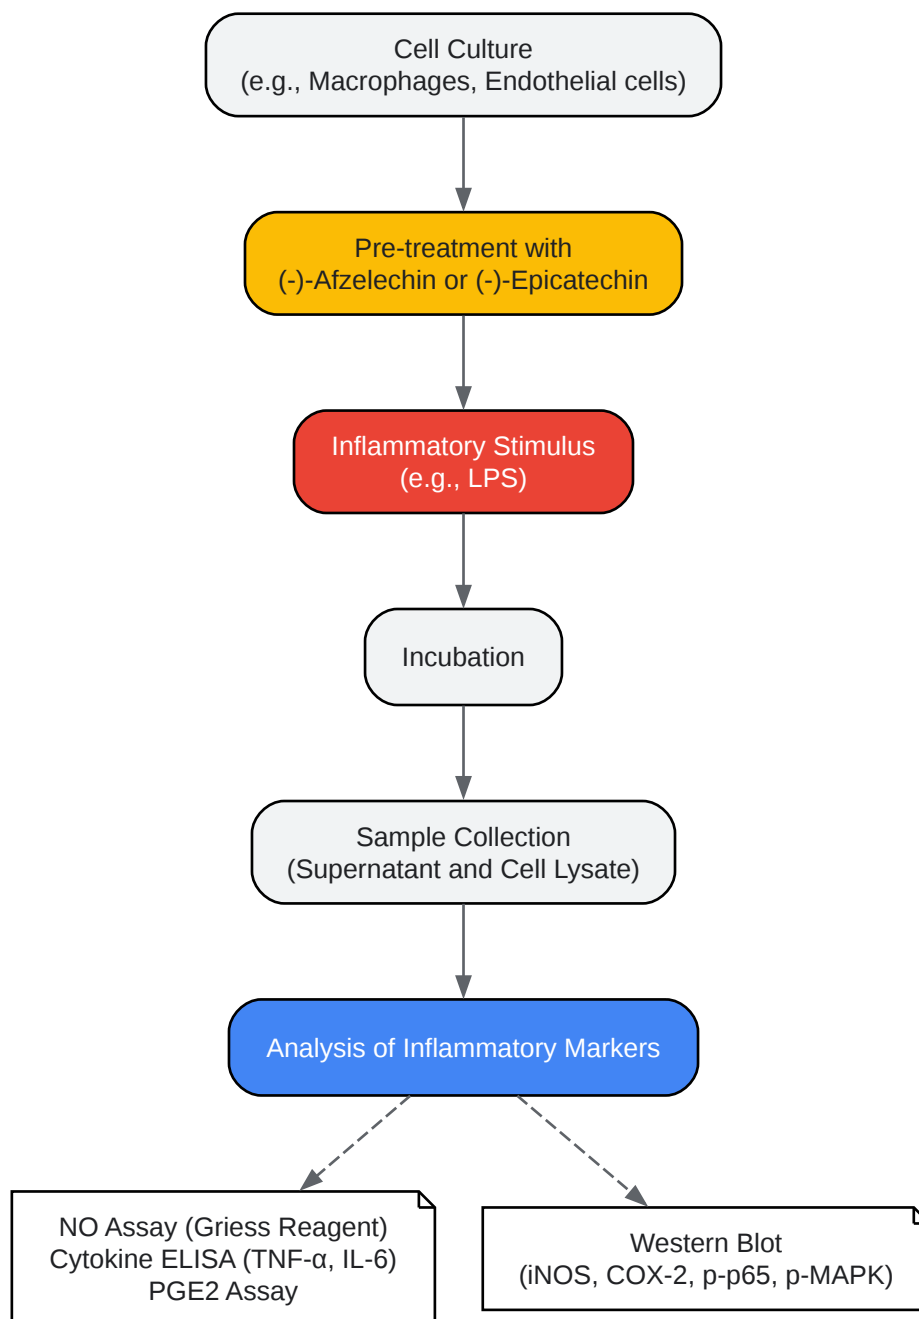 Cell Culture
(e.g., Macrophages, Endothelial cells)
Pre-treatment with
(-)-Afzelechin or (-)-Epicatechin
Inflammatory Stimulus
(e.g., LPS)
Incubation
Sample Collection
(Supernatant and Cell Lysate)
Analysis of Inflammatory Markers
NO Assay (Griess Reagent)
Cytokine ELISA (TNF-α, IL-6)
PGE2 Assay
Western Blot
(iNOS, COX-2, p-p65, p-MAPK)